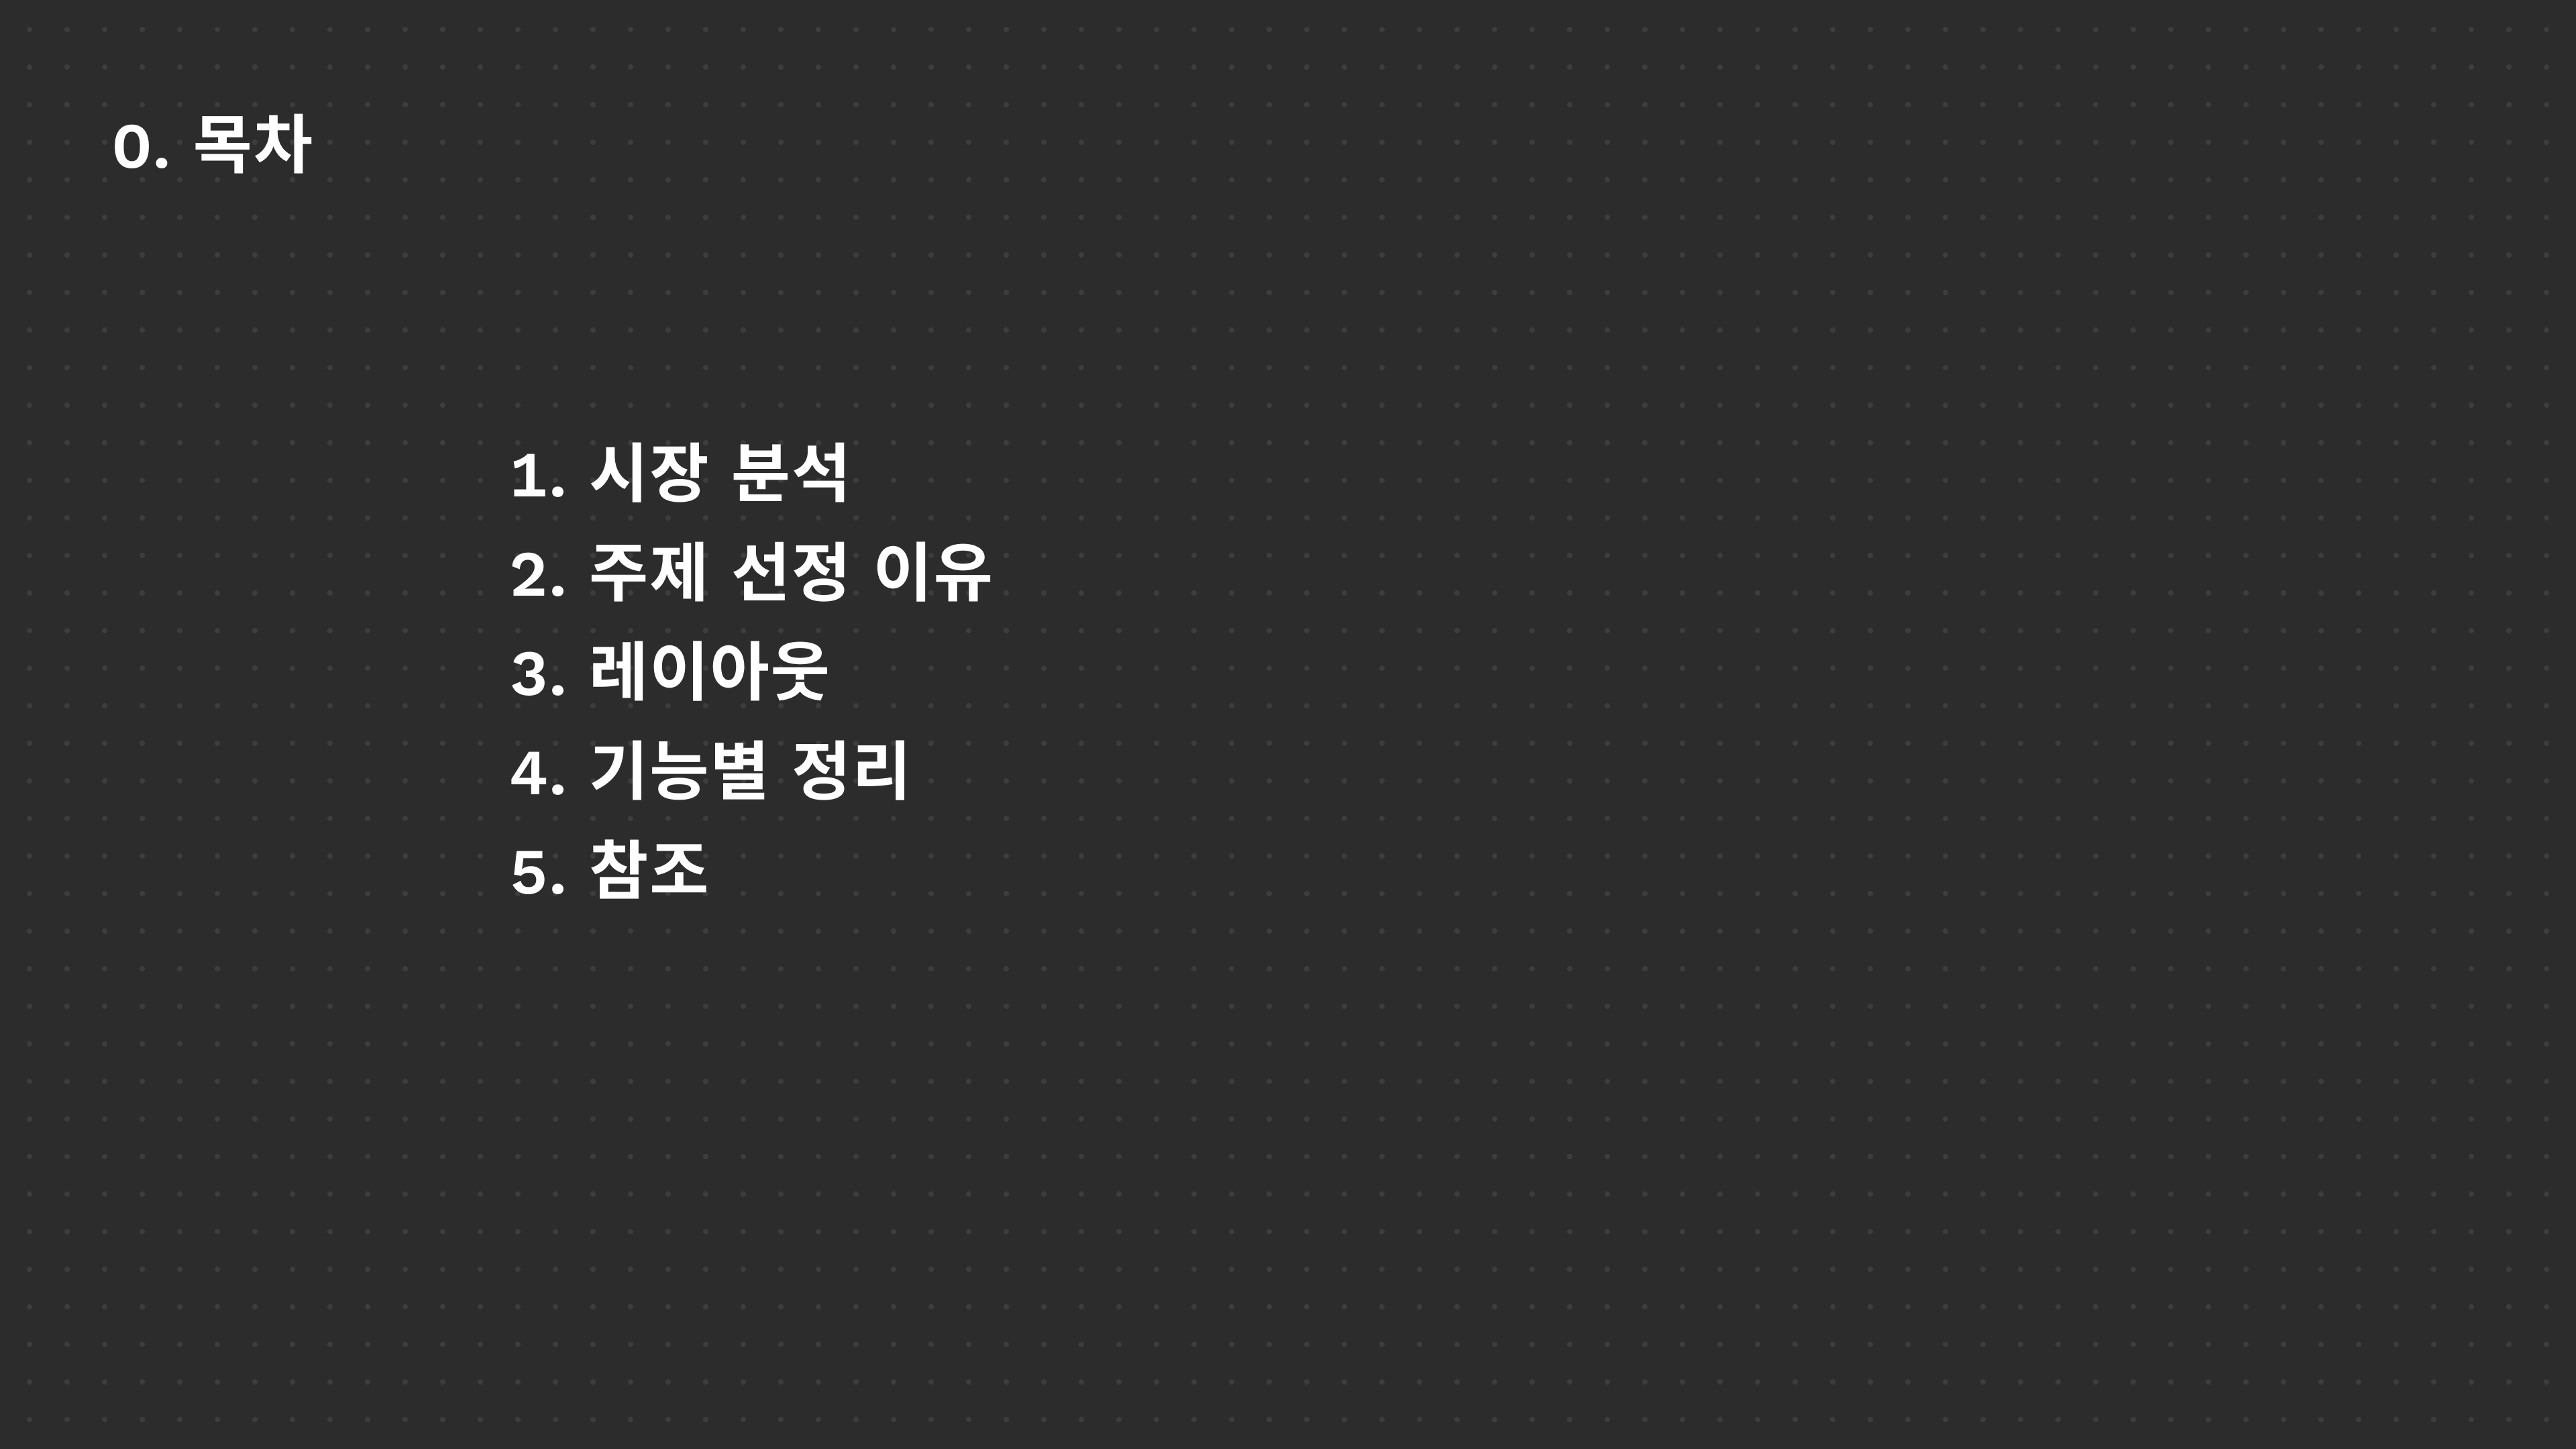 0. 목차
1. 시장 분석
2. 주제 선정 이유
3. 레이아웃
4. 기능별 정리
5. 참조